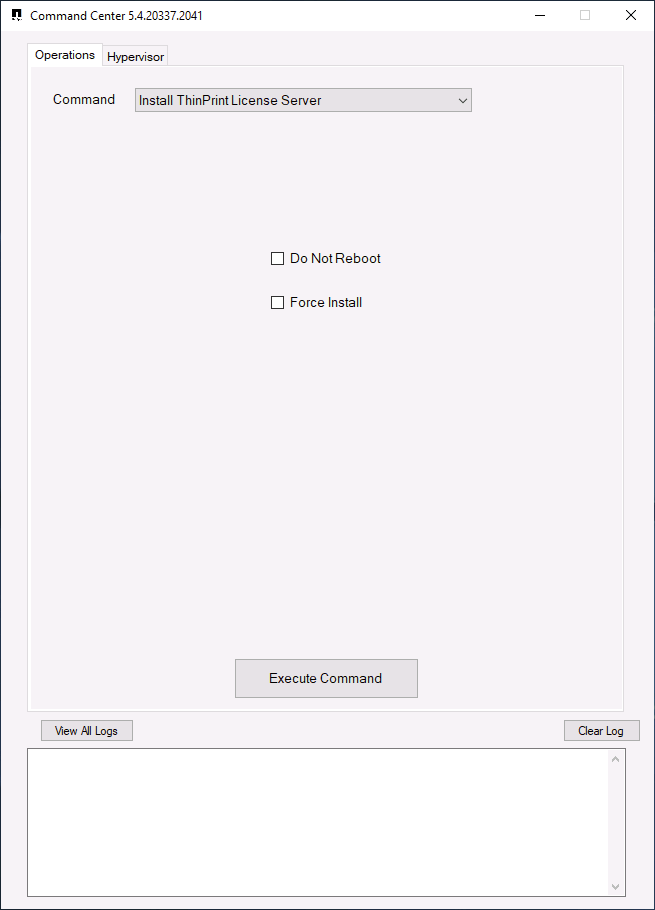 Command Center 5.4.20337.2041
Operations
Hypervisor
Command
Install ThinPrint License Server
Do Not Reboot
Force Install
Execute Command
View All Logs
Clear Log